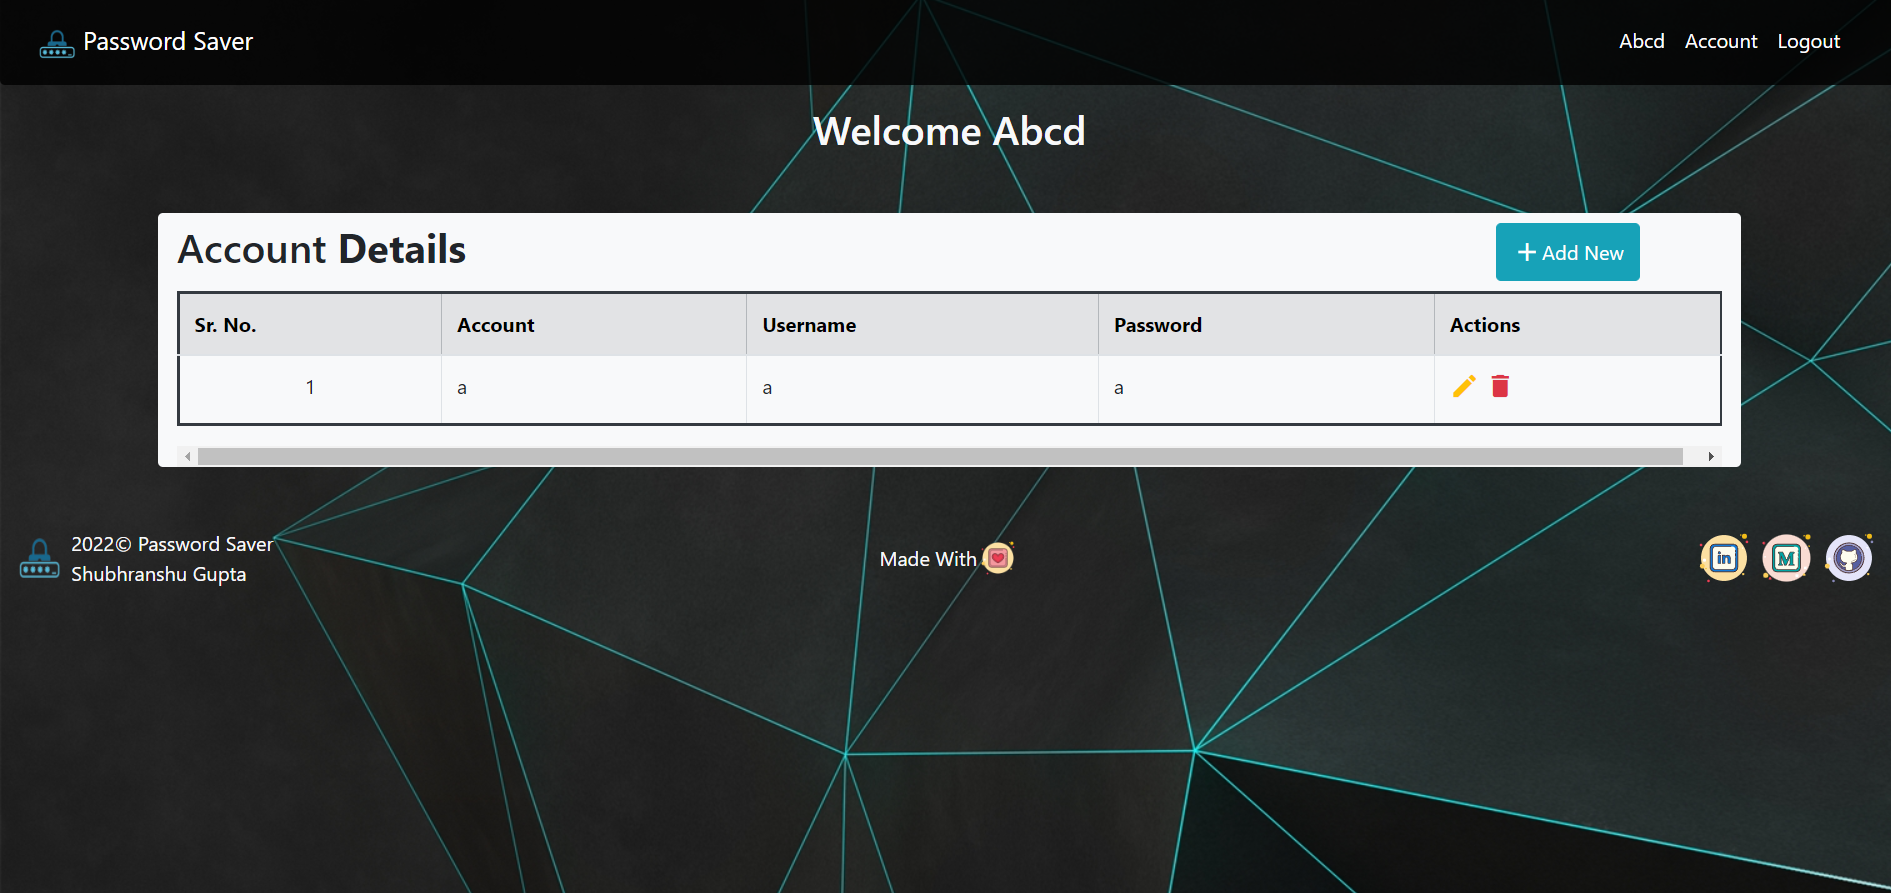 Password Saver
Abcd Account Logout
Welcome Abcd
Account Details
Add New
Sr. No. Account Username Password Actions
1 a a a
2022© Password Saver
Shubhranshu Gupta
Made With
in
M